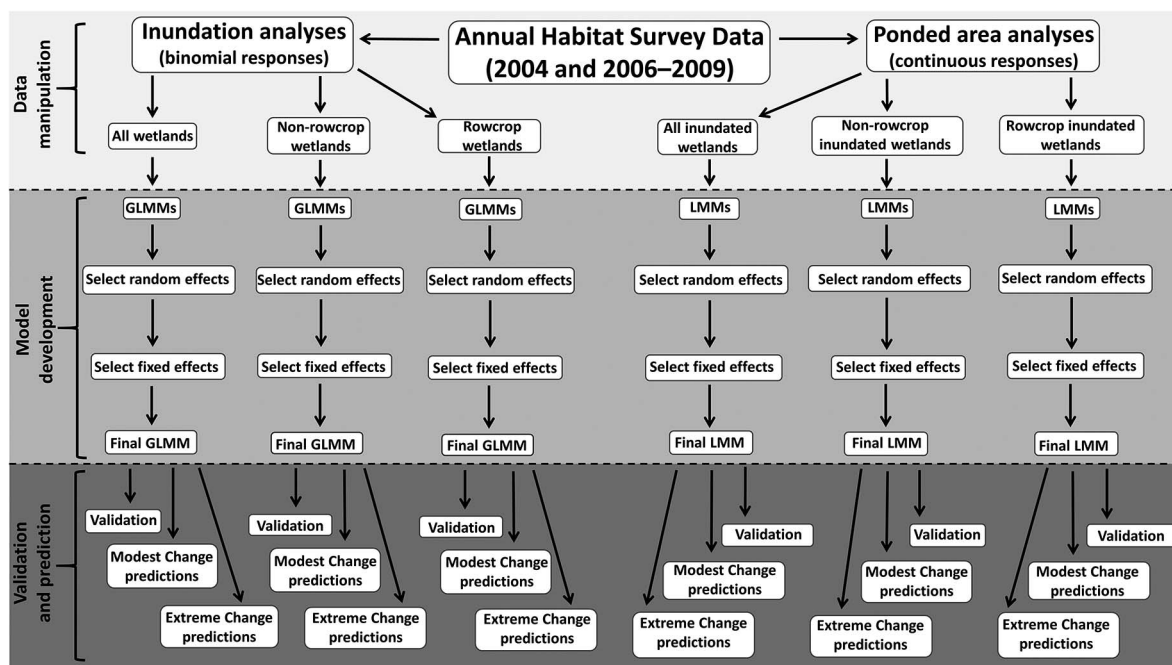 Inundation analyses
(binomial responses)
Annual Habitat Survey Data
(2004 and 2006–2009)
Ponded area analyses
(continuous responses)
Data
manipulation
All wetlands
Non-rowcrop
wetlands
Rowcrop
wetlands
All inundated
wetlands
Non-rowcrop
inundated wetlands
Rowcrop inundated
wetlands
Model
development
GLMMs
GLMMs
GLMMs
LMMs
LMMs
LMMs
Select random effects
Select random effects
Select random effects
Select random effects
Select random effects
Select random effects
Select fixed effects
Select fixed effects
Select fixed effects
Select fixed effects
Select fixed effects
Select fixed effects
Final GLMM
Final GLMM
Final GLMM
Final LMM
Final LMM
Final LMM
Validation
and prediction
Validation
Validation
Validation
Validation
Validation
Validation
Modest Change
predictions
Modest Change
predictions
Modest Change
predictions
Modest Change
predictions
Modest Change
predictions
Modest Change
predictions
Extreme Change
predictions
Extreme Change
predictions
Extreme Change
predictions
Extreme Change
predictions
Extreme Change
predictions
Extreme Change
predictions